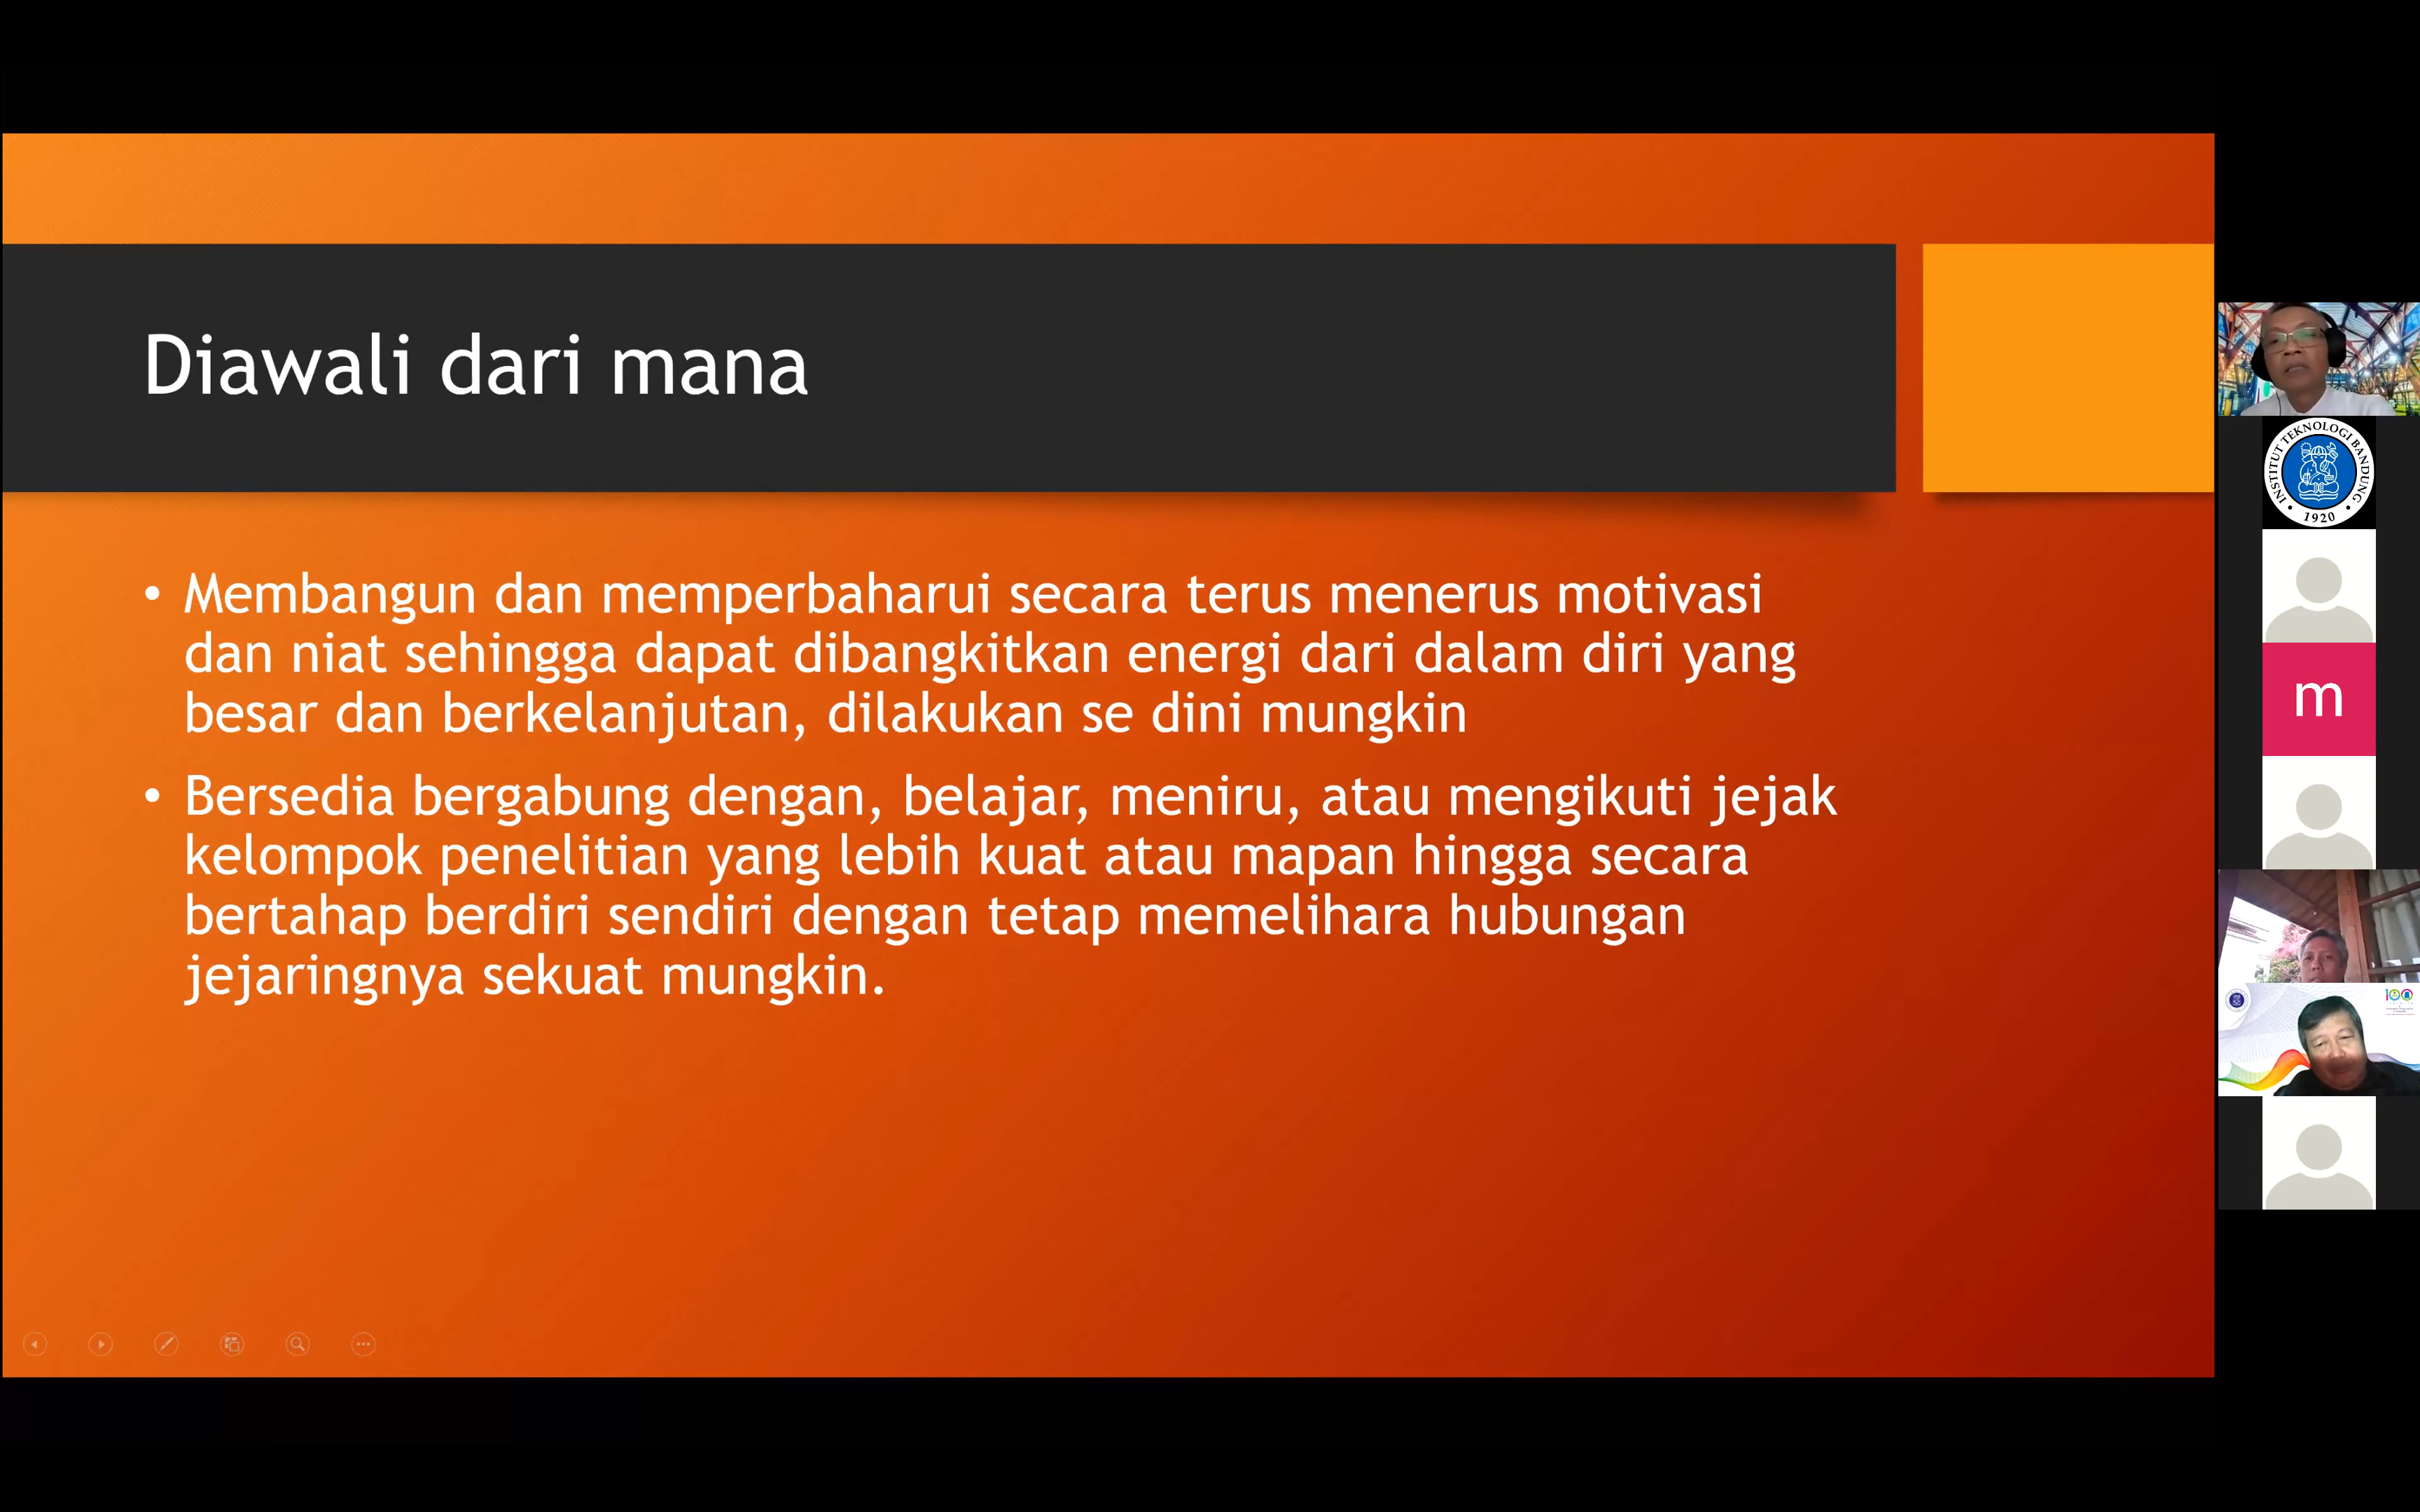 Diawali dari mana
• Membangun dan memperbaharui secara terus menerus motivasi
dan niat sehingga dapat dibangkitkan energi dari dalam diri yang
besar dan berkelanjutan, dilakukan se dini mungkin
• Bersedia bergabung dengan, belajar, meniru, atau mengikuti jejak
kelompok penelitian yang lebih kuat atau mapan hingga secara
bertahap berdiri sendiri dengan tetap memelihara hubungan
jejaringnya sekuat mungkin.
INSTITUT TEKNOLOGI BANDUNG
1920
m
100